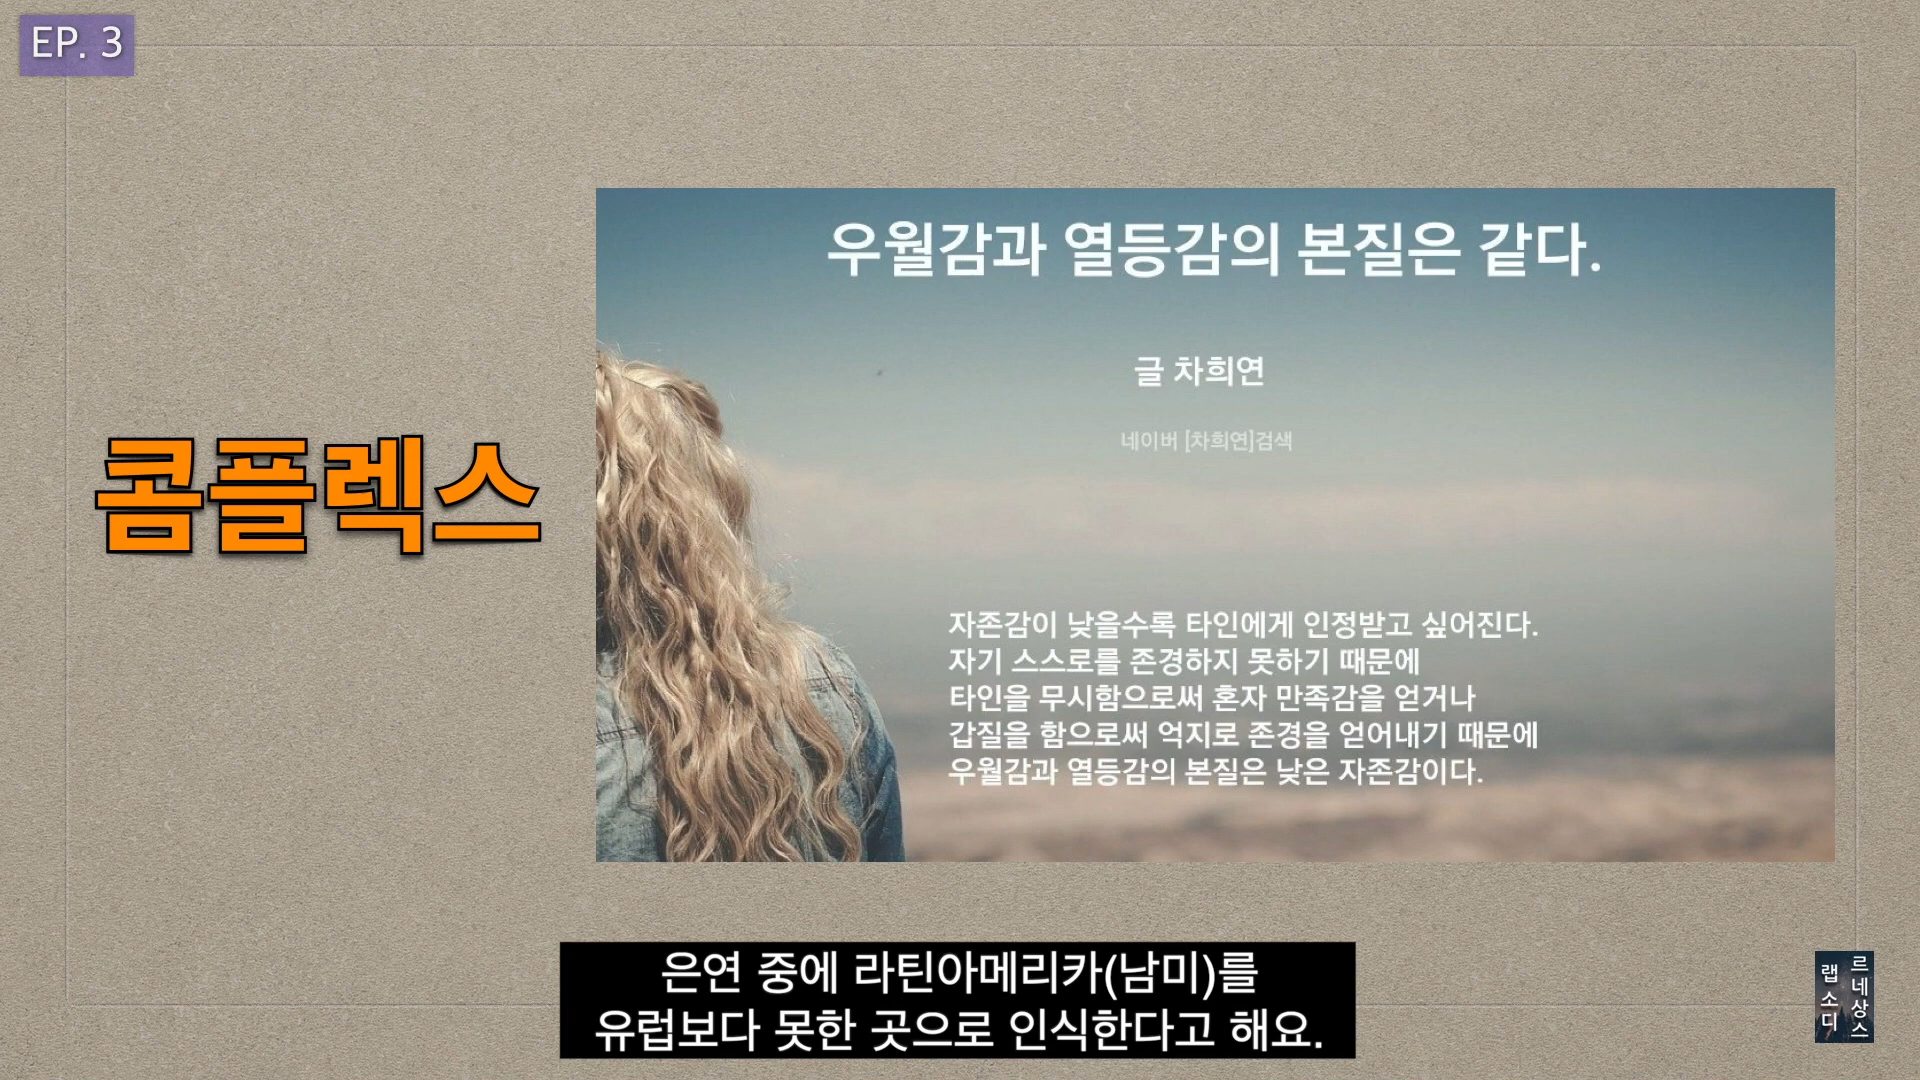 EP. 3
콤플렉스
우월감과 열등감의 본질은 같다.
글 차희연
네이버 [차희연]검색
자존감이 낮을수록 타인에게 인정받고 싶어진다.
자기 스스로를 존경하지 못하기 때문에
타인을 무시함으로써 혼자 만족감을 얻거나
갑질을 함으로써 억지로 존경을 얻어내기 때문에
우월감과 열등감의 본질은 낮은 자존감이다.
은연 중에 라틴아메리카(남미)를
유럽보다 못한 곳으로 인식한다고 해요.
르네상스
랩소디